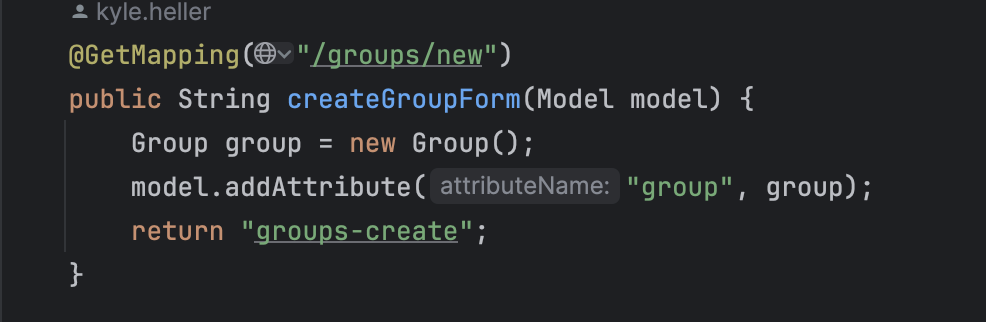 kyle.heller
@GetMapping("/groups/new")
public String createGroupForm(Model model) {
Group group = new Group();
model.addAttribute( attributeName: "group", group);
return "groups-create";
}